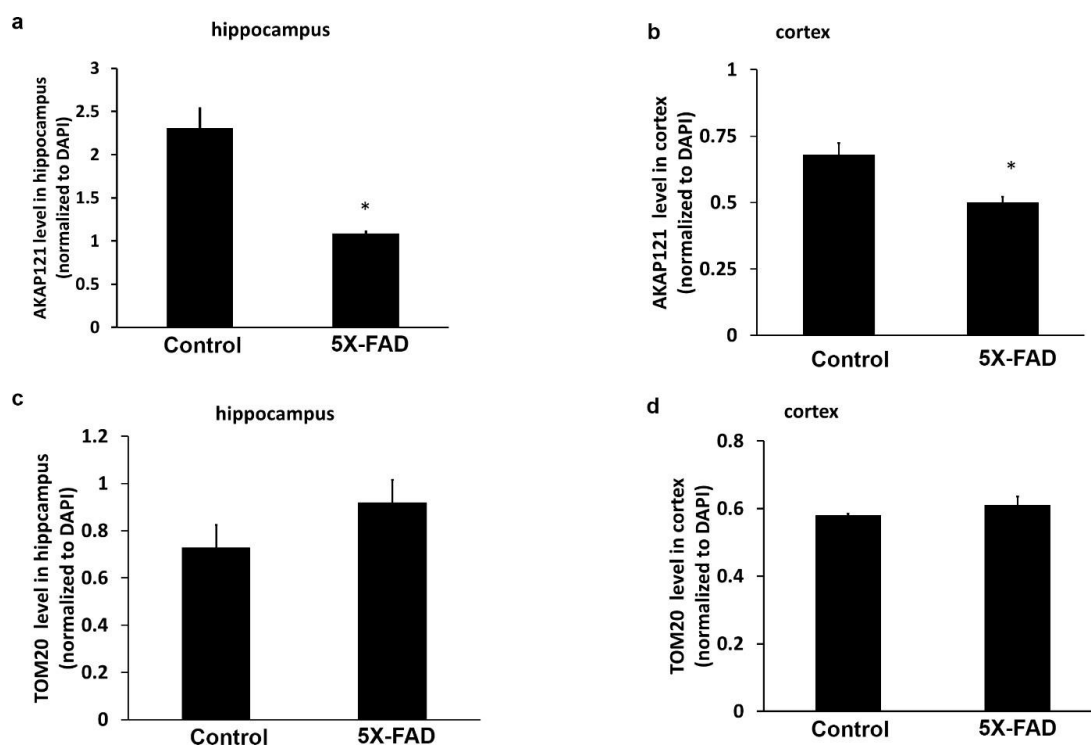 a
hippocampus
AKAP121 level in hippocampus
(normalized to DAPI)
3
2.5
2
1.5
1
0.5
0
*
Control
5X-FAD
b
cortex
AKAP121 level in cortex
(normalized to DAPI)
1
0.75
0.5
0.25
0
*
Control
5X-FAD
c
hippocampus
TOM20 level in hippcampus
(normalized to DAPI)
1.2
1
0.8
0.6
0.4
0.2
0
Control
5X-FAD
d
cortex
TOM20 level in cortex
(normalized to DAPI)
0.8
0.6
0.4
0.2
0
Control
5X-FAD